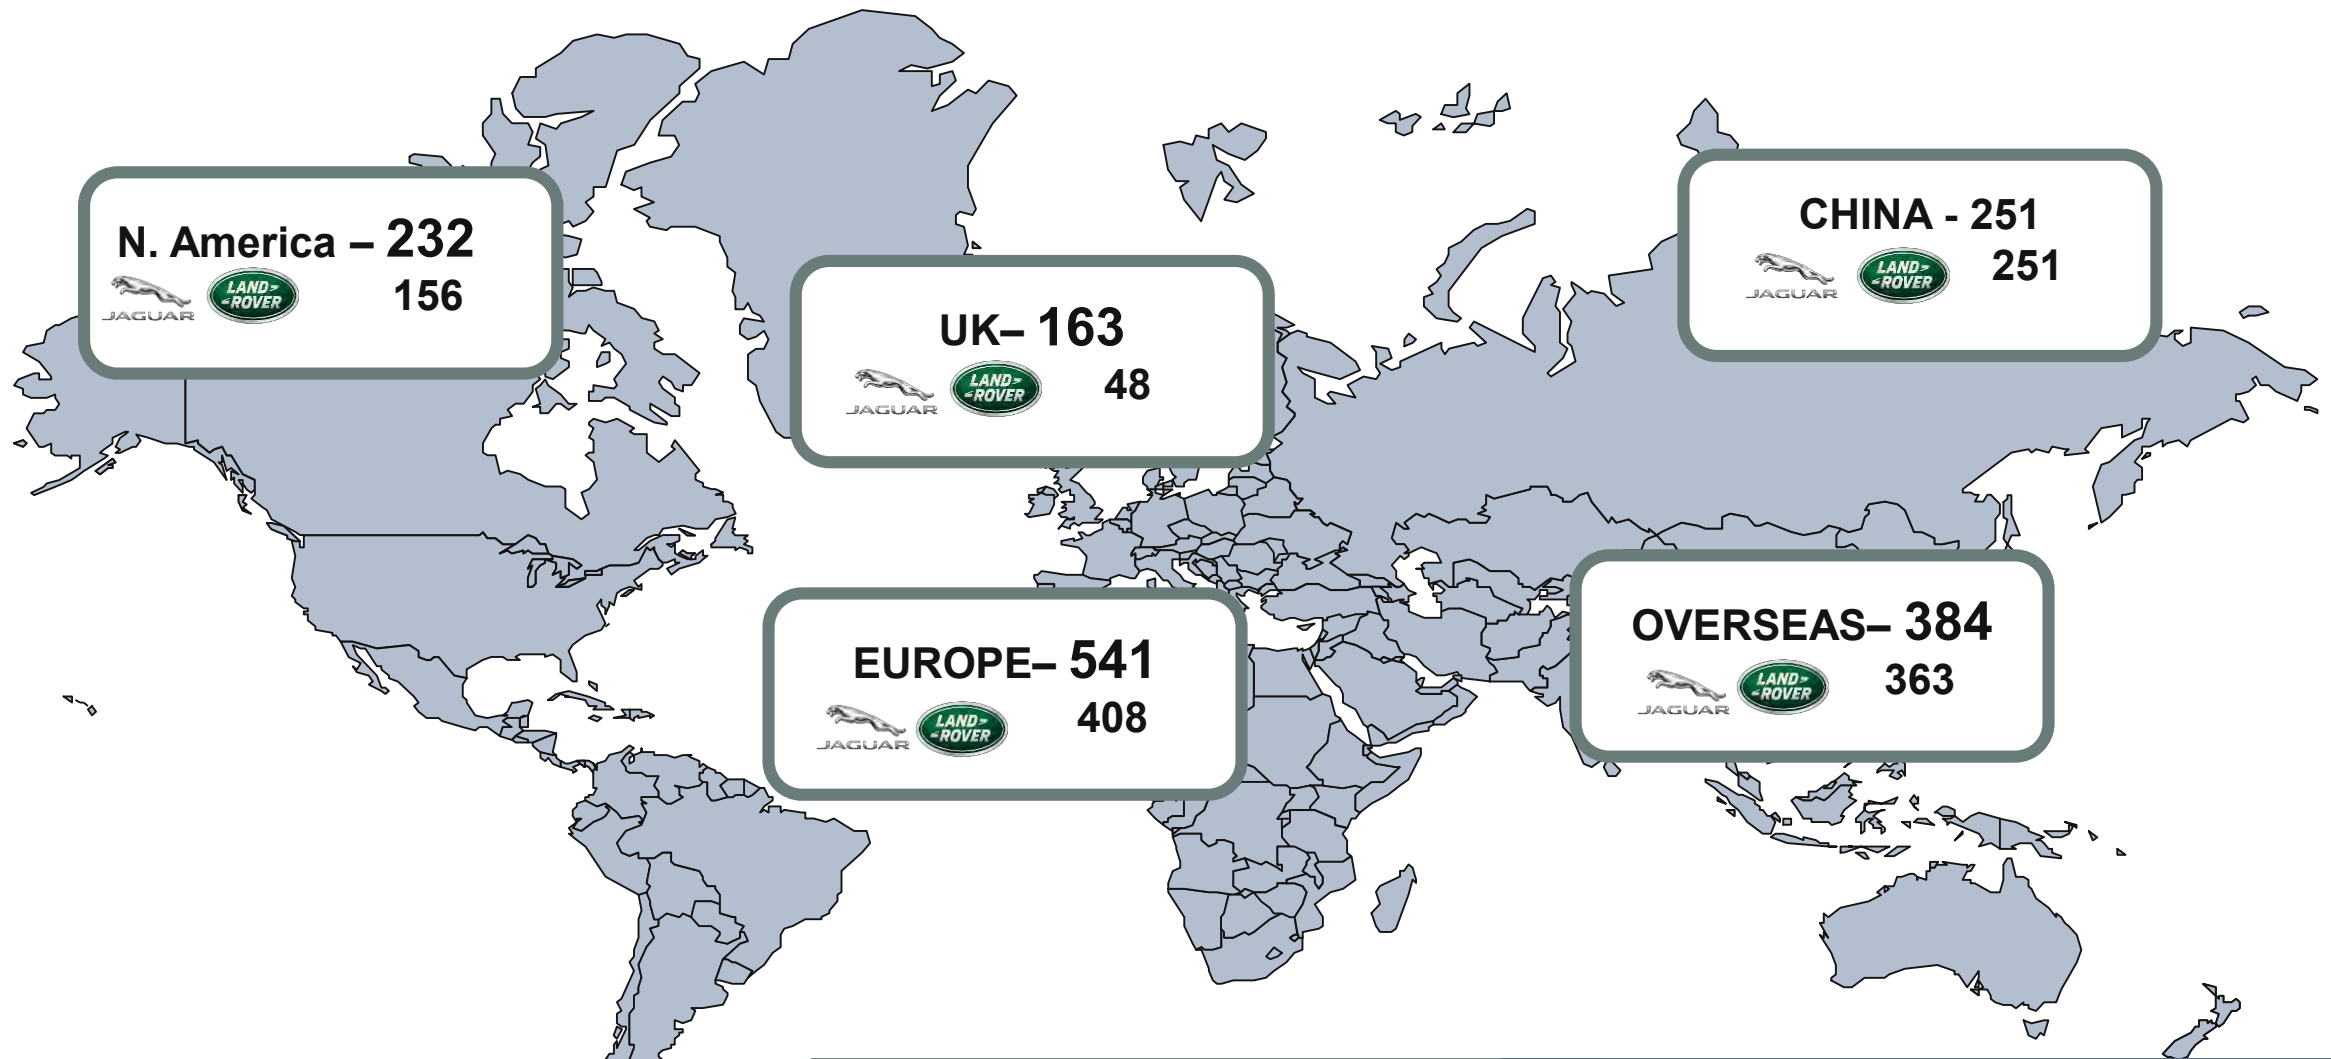 N. America – 232
JAGUAR LAND ROVER 156
CHINA - 251
JAGUAR LAND ROVER 251
UK– 163
JAGUAR LAND ROVER 48
EUROPE– 541
JAGUAR LAND ROVER 408
OVERSEAS– 384
JAGUAR LAND ROVER 363